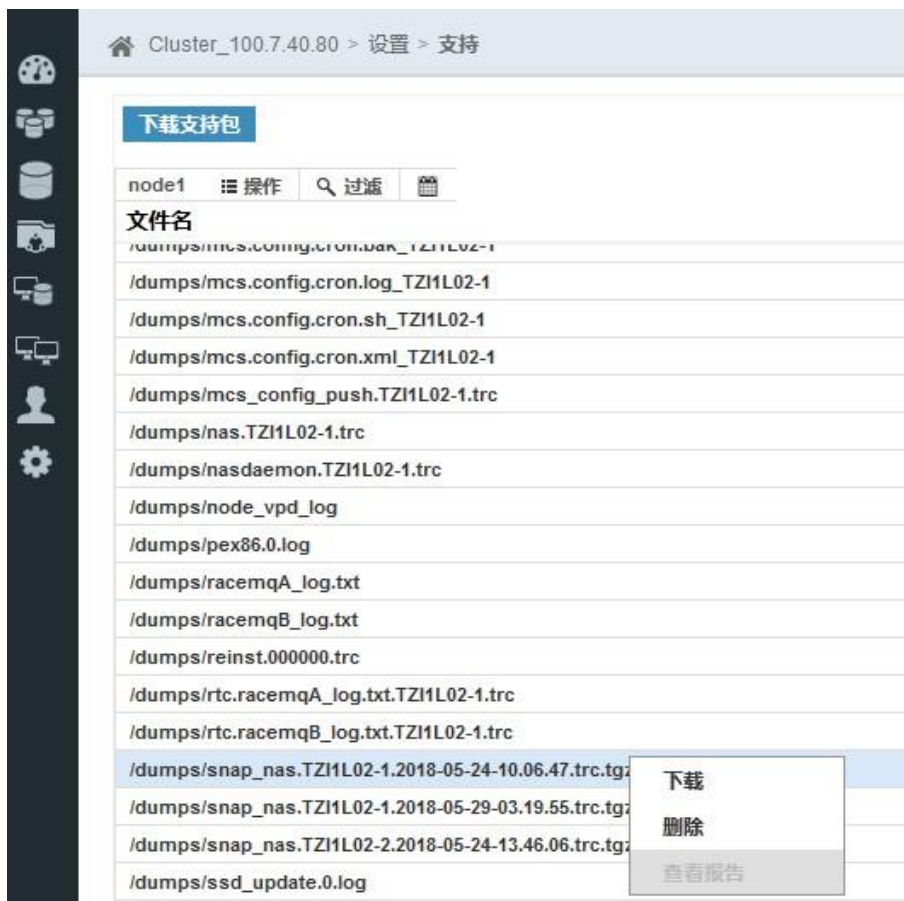 Cluster_100.7.40.80 > 设置 > 支持
下载支持包
node1 操作 过滤
文件名
/dumps/mcs.config.cron.bak_TZI1L02-1
/dumps/mcs.config.cron.log_TZI1L02-1
/dumps/mcs.config.cron.sh_TZI1L02-1
/dumps/mcs.config.cron.xml_TZI1L02-1
/dumps/mcs_config_push.TZI1L02-1.trc
/dumps/nas.TZI1L02-1.trc
/dumps/nasdaemon.TZI1L02-1.trc
/dumps/node_vpd_log
/dumps/pex86.0.log
/dumps/racemqA_log.txt
/dumps/racemqB_log.txt
/dumps/reinst.000000.trc
/dumps/rtc.racemqA_log.txt.TZI1L02-1.trc
/dumps/rtc.racemqB_log.txt.TZI1L02-1.trc
/dumps/snap_nas.TZI1L02-1.2018-05-24-10.06.47.trc.tgz
下载
/dumps/snap_nas.TZI1L02-1.2018-05-29-03.19.55.trc.tgz
删除
/dumps/snap_nas.TZI1L02-2.2018-05-24-13.46.06.trc.tgz
查看报告
/dumps/ssd_update.0.log